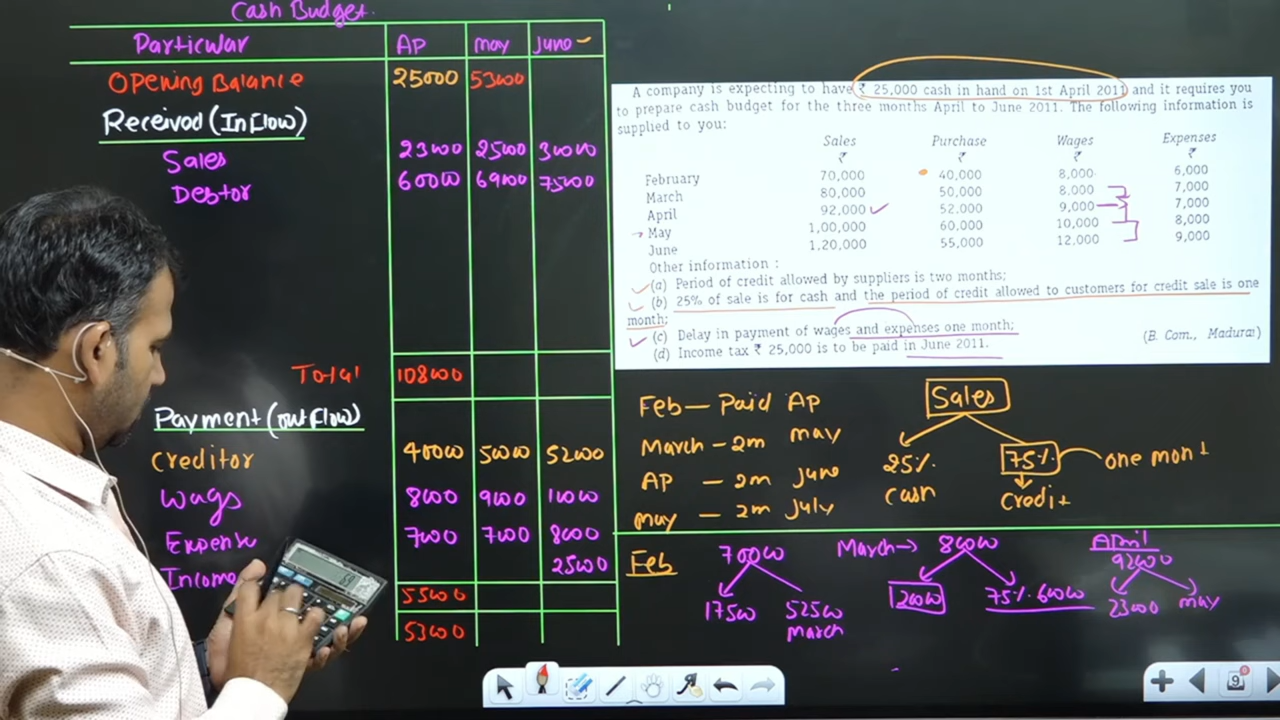 Cash Budget.
Particular AP may June -
Opening Balance 25000 53000
Received (Inflow)
Sales 23000 25000 30000
Debtor 60000 69000 75000
Total 108000
Payment (outflow)
Creditor 40000 50000 52000
Wags 8000 9000 10000
Expense 7000 7000 8000
Income 25000
55000
53000
A company is expecting to have ₹ 25,000 cash in hand on 1st April 2011 and it requires you
to prepare cash budget for the three months April to June 2011. The following information is
supplied to you:
Sales Purchase Wages Expenses
₹ ₹ ₹ ₹
February 70,000 40,000 8,000 6,000
March 80,000 50,000 8,000 7,000
April 92,000 52.000 9,000 7,000
May 1,00,000 60,000 10,000 8,000
June 1,20,000 55,000 12.000 9,000
Other information :
(a) Period of credit allowed by suppliers is two months;
(b) 25% of sale is for cash and the period of credit allowed to customers for credit sale is one
month;
(c) Delay in payment of wages and expenses one month;
(d) Income tax ₹ 25,000 is to be paid in June 2011. (B. Com., Madurai)
Feb — Paid AP
March - 2m may
AP - 2m June
may - 2m July
Sales
25% 75% one mont
cash credit
Feb 70000
17500 52500
March
March → 80000
20000 75% 60000
April
92000
23000 may
9